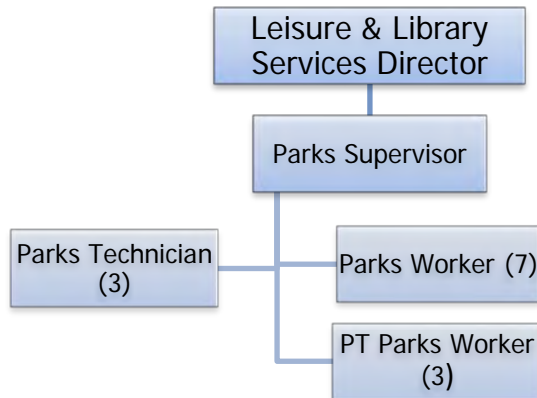 Leisure & Library
Services Director
Parks Supervisor
Parks Technician
(3)
Parks Worker (7)
PT Parks Worker
(3)